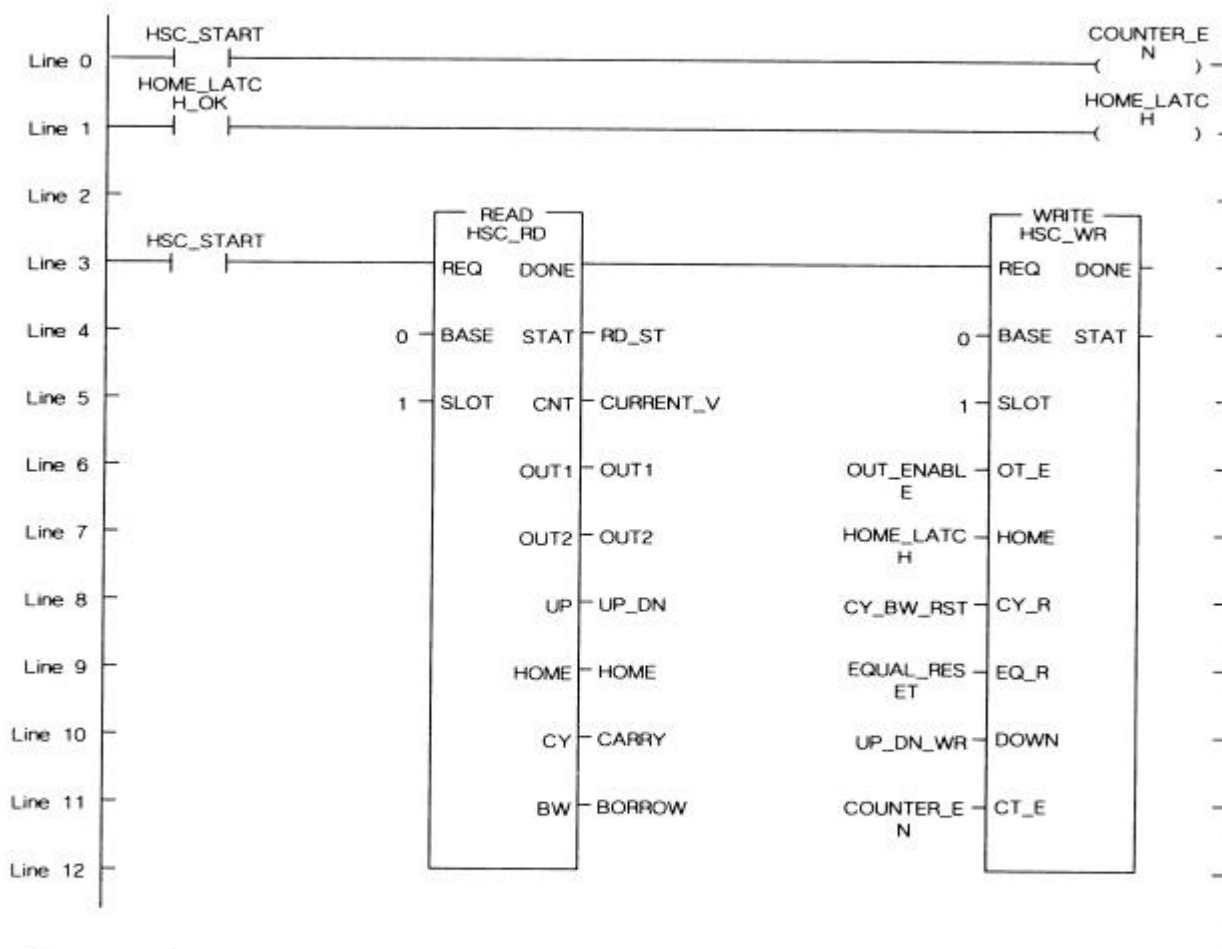 HSC_START
COUNTER_E
N
Line 0
( )
HOME_LATC
H_OK
HOME_LATC
H
Line 1
( )
Line 2
READ
HSC_RD
WRITE
HSC_WR
HSC_START
Line 3
REQ DONE
REQ DONE
Line 4
0 BASE STAT RD_ST
0 BASE STAT
Line 5
1 SLOT CNT CURRENT_V
1 SLOT
Line 6
OUT1 OUT1
OUT_ENABL OT_E
E
Line 7
OUT2 OUT2
HOME_LATC HOME
H
Line 8
UP UP_DN
CY_BW_RST CY_R
Line 9
HOME HOME
EQUAL_RES EQ_R
ET
Line 10
CY CARRY
UP_DN_WR DOWN
Line 11
BW BORROW
COUNTER_E CT_E
N
Line 12